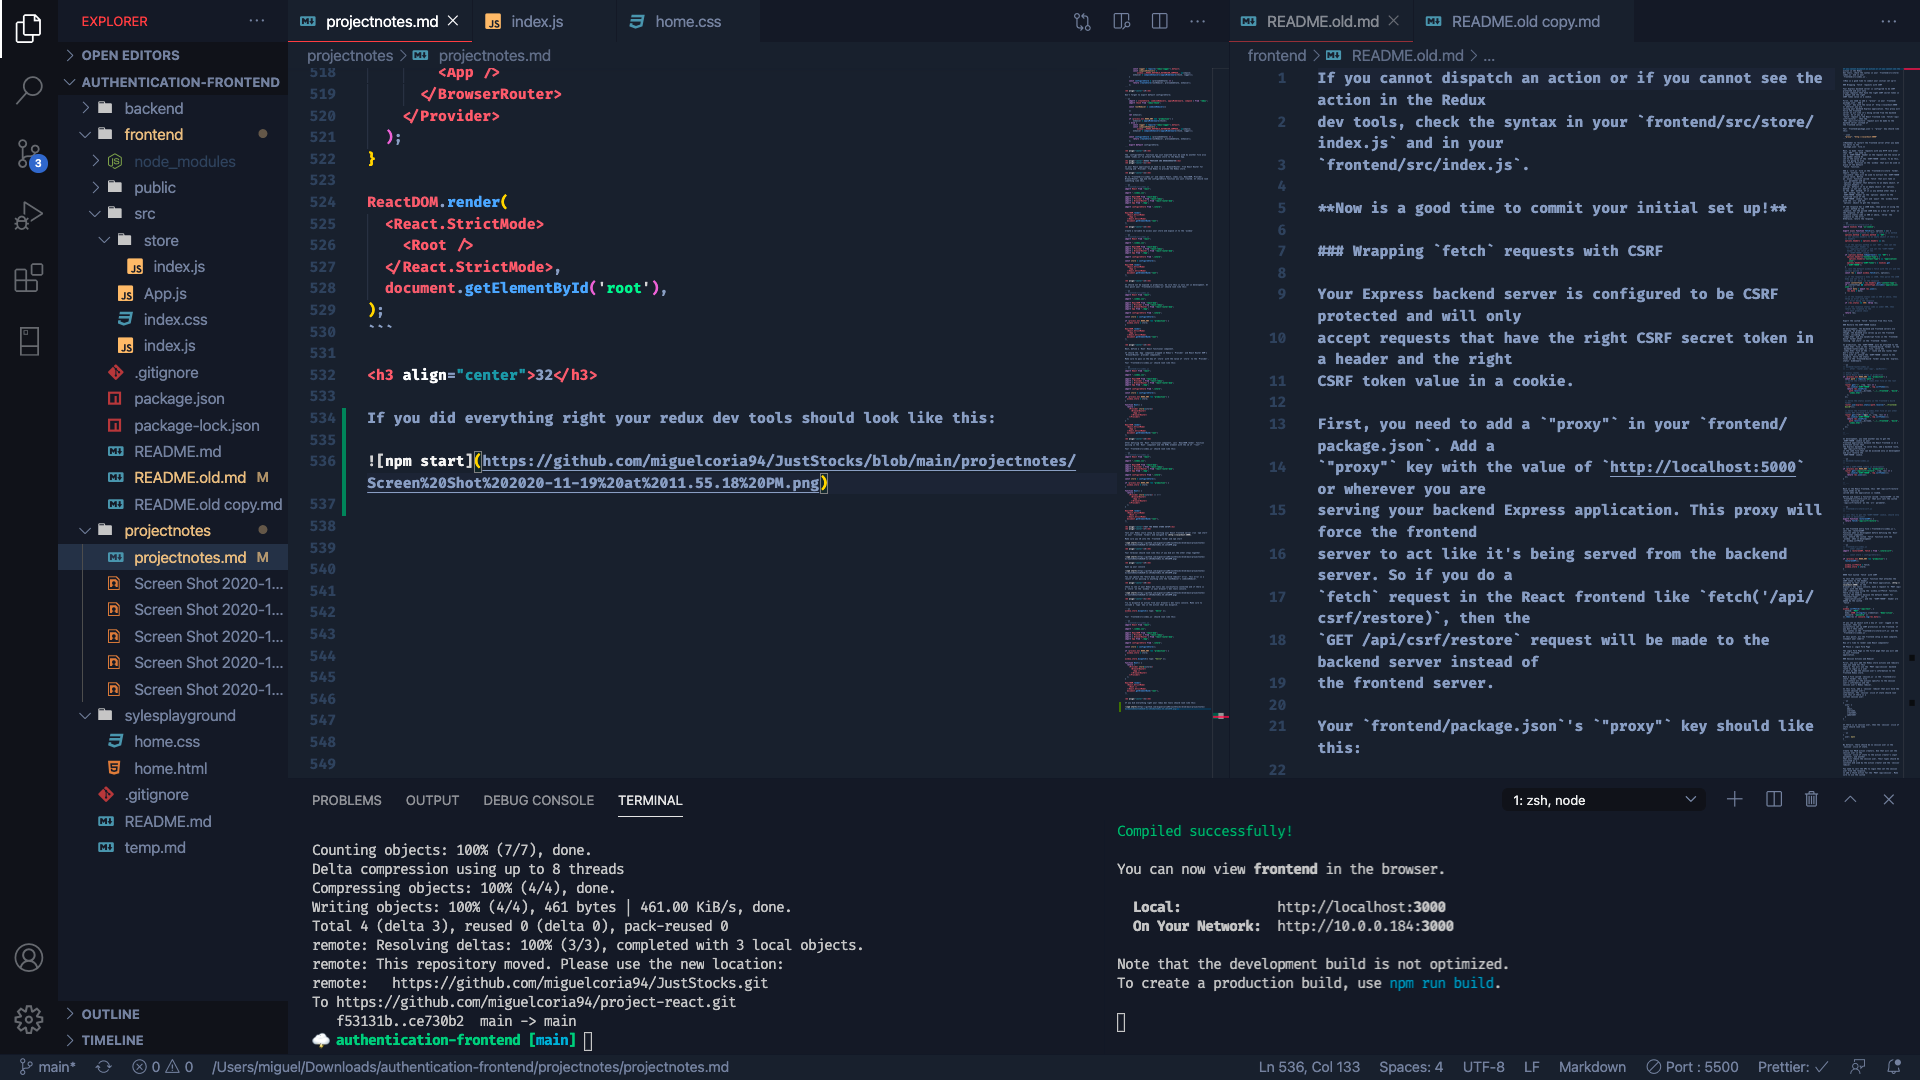 EXPLORER
OPEN EDITORS
AUTHENTICATION-FRONTEND
backend
frontend
node_modules
public
src
store
index.js
App.js
index.css
index.js
.gitignore
package.json
package-lock.json
README.md
README.old.md M
README.old copy.md
projectnotes
projectnotes.md M
Screen Shot 2020-1...
Screen Shot 2020-1...
Screen Shot 2020-1...
Screen Shot 2020-1...
Screen Shot 2020-1...
sylesplayground
home.css
home.html
.gitignore
README.md
temp.md
OUTLINE
TIMELINE
3
projectnotes.md
index.js
home.css
projectnotes > projectnotes.md
518 <App />
519 </BrowserRouter>
520 </Provider>
521 );
522 }
523
524 ReactDOM.render(
525 <React.StrictMode>
526 <Root />
527 </React.StrictMode>,
528 document.getElementById('root'),
529 );
530 ```
531
532 <h3 align="center">32</h3>
533
534 If you did everything right your redux dev tools should look like this:
535
536 ![npm start](https://github.com/miguelcoria94/JustStocks/blob/main/projectnotes/
Screen%20Shot%202020-11-19%20at%2011.55.18%20PM.png)
537
538
539
540
541
542
543
544
545
546
547
548
549
README.old.md
README.old copy.md
frontend > README.old.md > ...
1 If you cannot dispatch an action or if you cannot see the
action in the Redux
2 dev tools, check the syntax in your `frontend/src/store/
index.js` and in your
3 `frontend/src/index.js`.
4
5 **Now is a good time to commit your initial set up!**
6
7 ### Wrapping `fetch` requests with CSRF
8
9 Your Express backend server is configured to be CSRF
protected and will only
10 accept requests that have the right CSRF secret token in
a header and the right
11 CSRF token value in a cookie.
12
13 First, you need to add a `"proxy"` in your `frontend/
package.json`. Add a
14 `"proxy"` key with the value of `http://localhost:5000`
or wherever you are
15 serving your backend Express application. This proxy will
force the frontend
16 server to act like it's being served from the backend
server. So if you do a
17 `fetch` request in the React frontend like `fetch('/api/
csrf/restore)`, then the
18 `GET /api/csrf/restore` request will be made to the
backend server instead of
19 the frontend server.
20
21 Your `frontend/package.json`'s `"proxy"` key should like
this:
22
PROBLEMS OUTPUT DEBUG CONSOLE TERMINAL
1: zsh, node
Counting objects: 100% (7/7), done.
Delta compression using up to 8 threads
Compressing objects: 100% (4/4), done.
Writing objects: 100% (4/4), 461 bytes | 461.00 KiB/s, done.
Total 4 (delta 3), reused 0 (delta 0), pack-reused 0
remote: Resolving deltas: 100% (3/3), completed with 3 local objects.
remote: This repository moved. Please use the new location:
remote: https://github.com/miguelcoria94/JustStocks.git
To https://github.com/miguelcoria94/project-react.git
f53131b..ce730b2 main -> main
authentication-frontend [main]
Compiled successfully!
You can now view frontend in the browser.
Local: http://localhost:3000
On Your Network: http://10.0.0.184:3000
Note that the development build is not optimized.
To create a production build, use npm run build.
main* 0 0 /Users/miguel/Downloads/authentication-frontend/projectnotes/projectnotes.md
Ln 536, Col 133 Spaces: 4 UTF-8 LF Markdown Port : 5500 Prettier: ✓